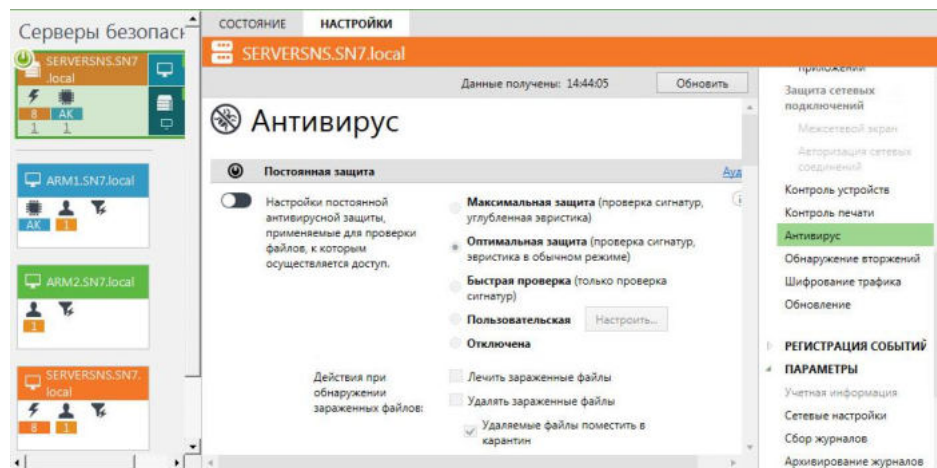 Серверы безопасн
SERVERSNS.SN7
.local
8 АК
1 1
ARM1.SN7.local
АК 1
ARM2.SN7.local
1
SERVERSNS.SN7.
local
8 1
СОСТОЯНИЕ НАСТРОЙКИ
SERVERSNS.SN7.local
Данные получены: 14:44:05 Обновить
Антивирус
Постоянная защита Ауд
Настройки постоянной
антивирусной защиты,
применяемые для проверки
файлов, к которым
осуществляется доступ.
Максимальная защита (проверка сигнатур,
углубленная эвристика)
Оптимальная защита (проверка сигнатур,
эвристика в обычном режиме)
Быстрая проверка (только проверка
сигнатур)
Пользовательская Настроить...
Отключена
Действия при
обнаружении
зараженных файлов:
Лечить зараженные файлы
Удалять зараженные файлы
Удаляемые файлы поместить в
карантин
приложений
Защита сетевых
подключений
Межсетевой экран
Авторизация сетевых
соединений
Контроль устройств
Контроль печати
Антивирус
Обнаружение вторжений
Шифрование трафика
Обновление
РЕГИСТРАЦИЯ СОБЫТИЙ
ПАРАМЕТРЫ
Учетная информация
Сетевые настройки
Сбор журналов
Архивирование журналов